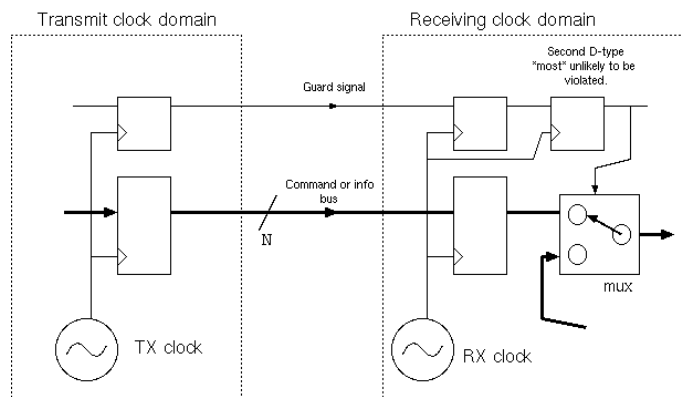 Transmit clock domain
Receiving clock domain
Second D-type
*most* unlikely to be
violated.
Guard signal
Command or info
bus
N
mux
TX clock
RX clock